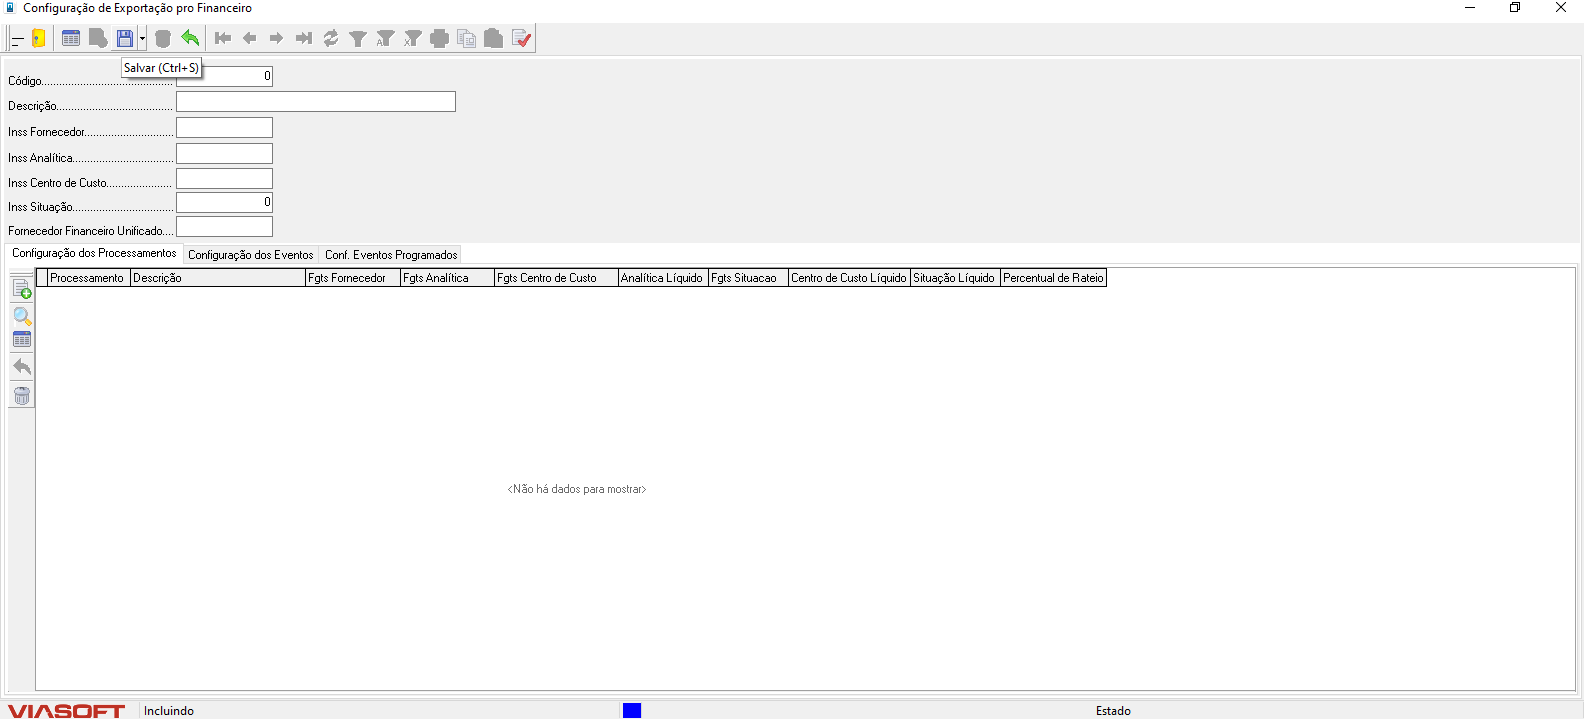 Configuração de Exportação pro Financeiro
Salvar (Ctrl+S)
Código 0
Descrição
Inss Fornecedor
Inss Analítica
Inss Centro de Custo
Inss Situação 0
Fornecedor Financeiro Unificado
Configuração dos Processamentos Configuração dos Eventos Conf. Eventos Programados
Processamento Descrição Fgts Fornecedor Fgts Analítica Fgts Centro de Custo Analítica Líquido Fgts Situacao Centro de Custo Líquido Situação Líquido Percentual de Rateio
<Não há dados para mostrar>
VIASOFT Incluindo Estado